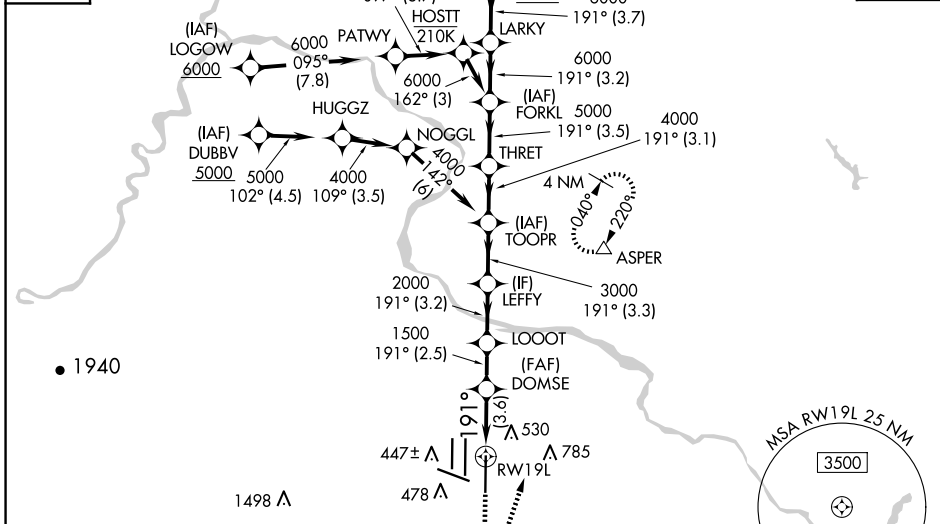 191° (3.7)
HOSTT
210K
(IAF)
LOGOW
6000
6000
095°
(7.8)
PATWY
LARKY
6000
191° (3.2)
6000
162° (3)
(IAF)
FORKL
5000
191° (3.5)
4000
191° (3.1)
HUGGZ
NOGGL
(IAF)
DUBBV
5000
5000
102° (4.5)
4000
109° (3.5)
4000
142°
(6)
THRET
4 NM
040°
220°
ASPER
(IAF)
TOOPR
2000
191° (3.2)
(IF)
LEFFY
3000
191° (3.3)
1500
191° (2.5)
LOOOT
(FAF)
DOMSE
1940
191°
(3.6)
530
447±
785
RW19L
478
1498
MSA RW19L 25 NM
3500